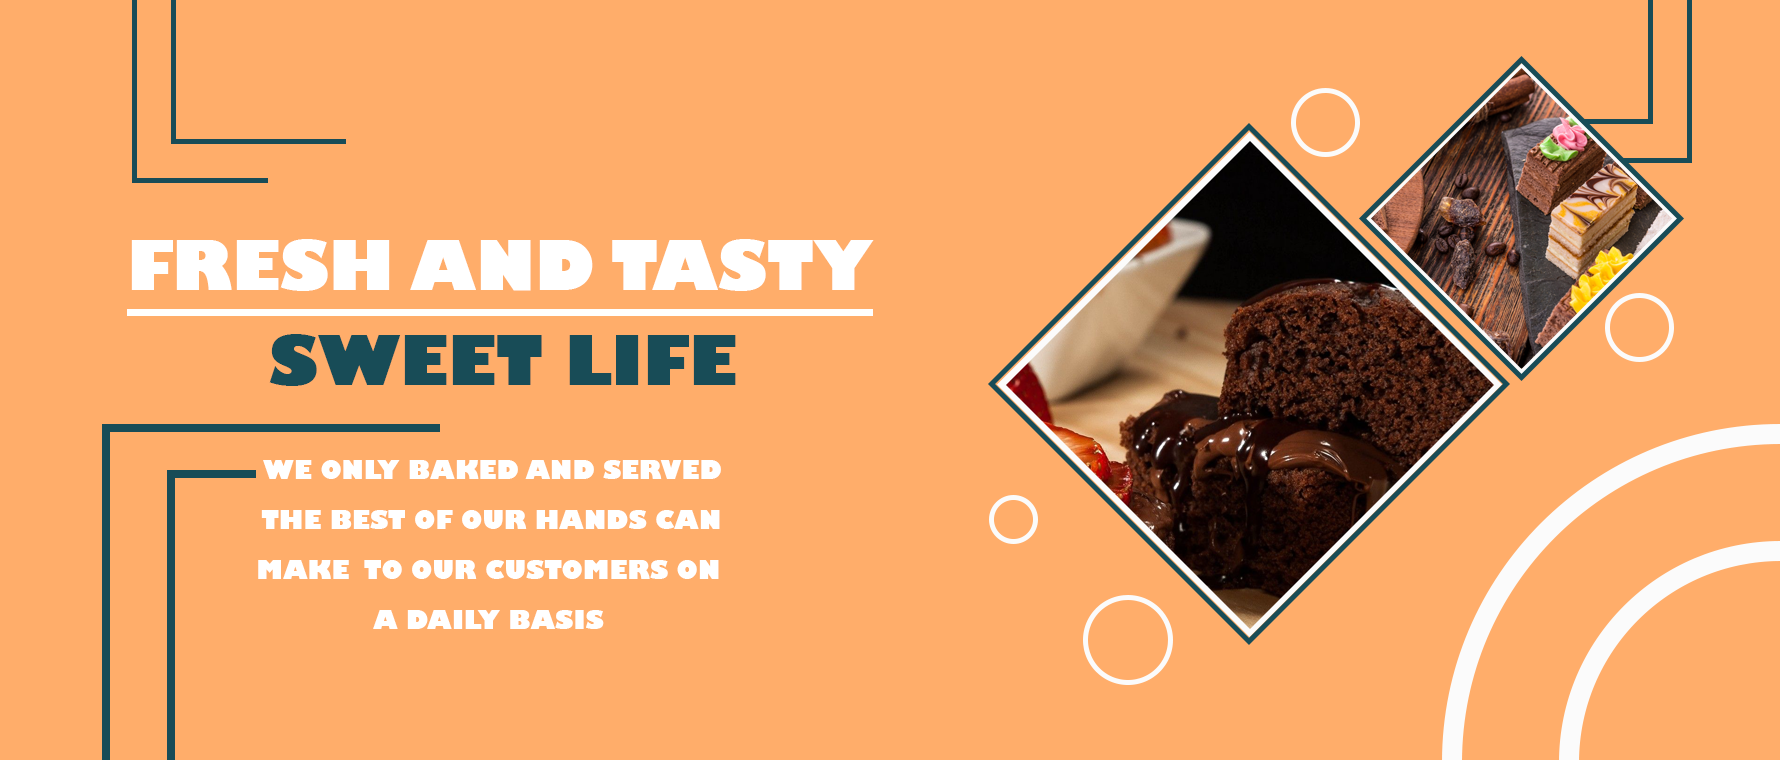 FRESH AND TASTY
SWEET LIFE
WE ONLY BAKED AND SERVED
THE BEST OF OUR HANDS CAN
MAKE TO OUR CUSTOMERS ON
A DAILY BASIS